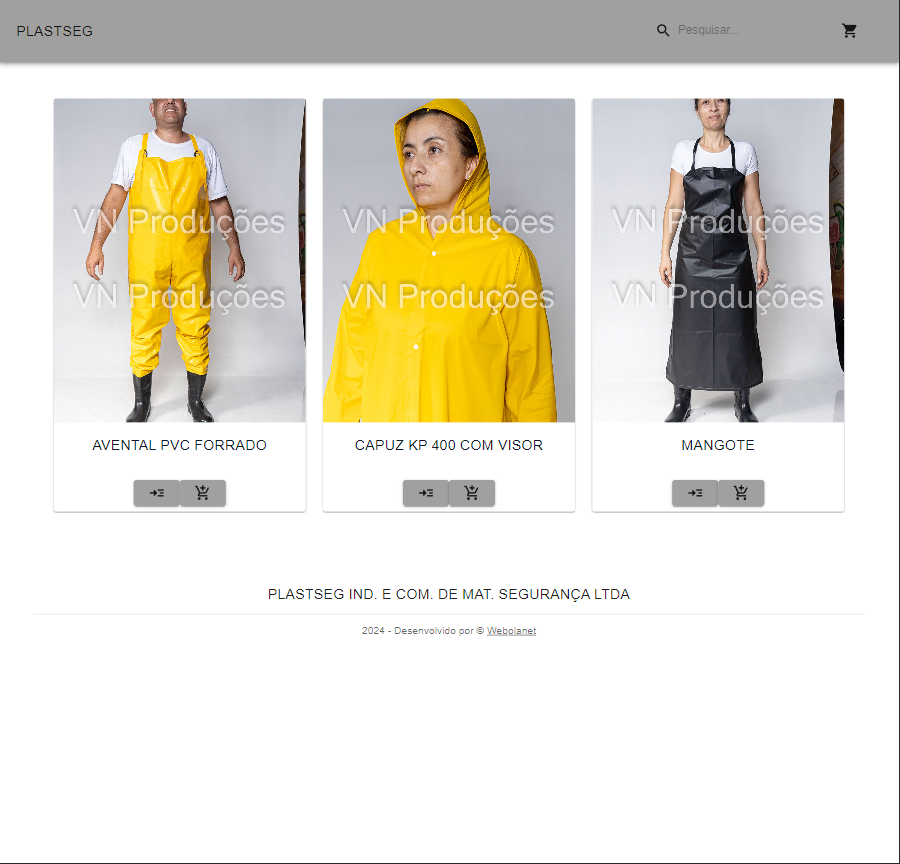 PLASTSEG
Pesquisar...
VN Produções
VN Produções
VN Produções
VN Produções
VN Produções
VN Produções
AVENTAL PVC FORRADO
CAPUZ KP 400 COM VISOR
MANGOTE
PLASTSEG IND. E COM. DE MAT. SEGURANÇA LTDA
2024 - Desenvolvido por © Webolanet